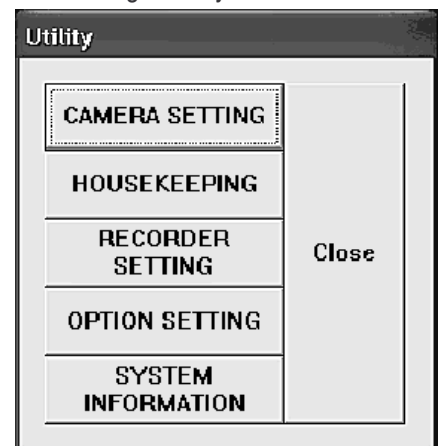 Utility
CAMERA SETTING
HOUSEKEEPING
RECORDER
SETTING
Close
OPTION SETTING
SYSTEM
INFORMATION